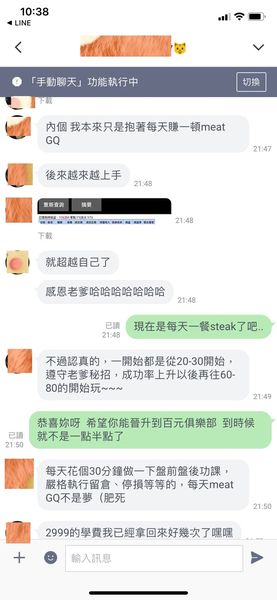 10:38
LINE
「手動聊天」功能執行中
切換
下載
內個 我本來只是抱著每天賺一頓meat
GQ
21:47
後來越來越上手
21:48
重新查詢
摘要
21:48
下載
就超越自己了
感恩老爹哈哈哈哈哈哈哈
21:48
已讀
21:48
現在是每天一餐steak了吧..
不過認真的，一開始都是從20-30開始，
遵守老爹秘招，成功率上升以後再往60-
80的開始玩~~~
21:49
已讀
21:50
恭喜妳呀 希望你能晉升到百元俱樂部 到時候
就不是一點半點了
每天花個30分鐘做一下盤前盤後功課，
嚴格執行留倉、停損等等的，每天meat
GQ不是夢（肥死
21:50
2999的學費我已經拿回來好幾次了嘿嘿
輸入訊息